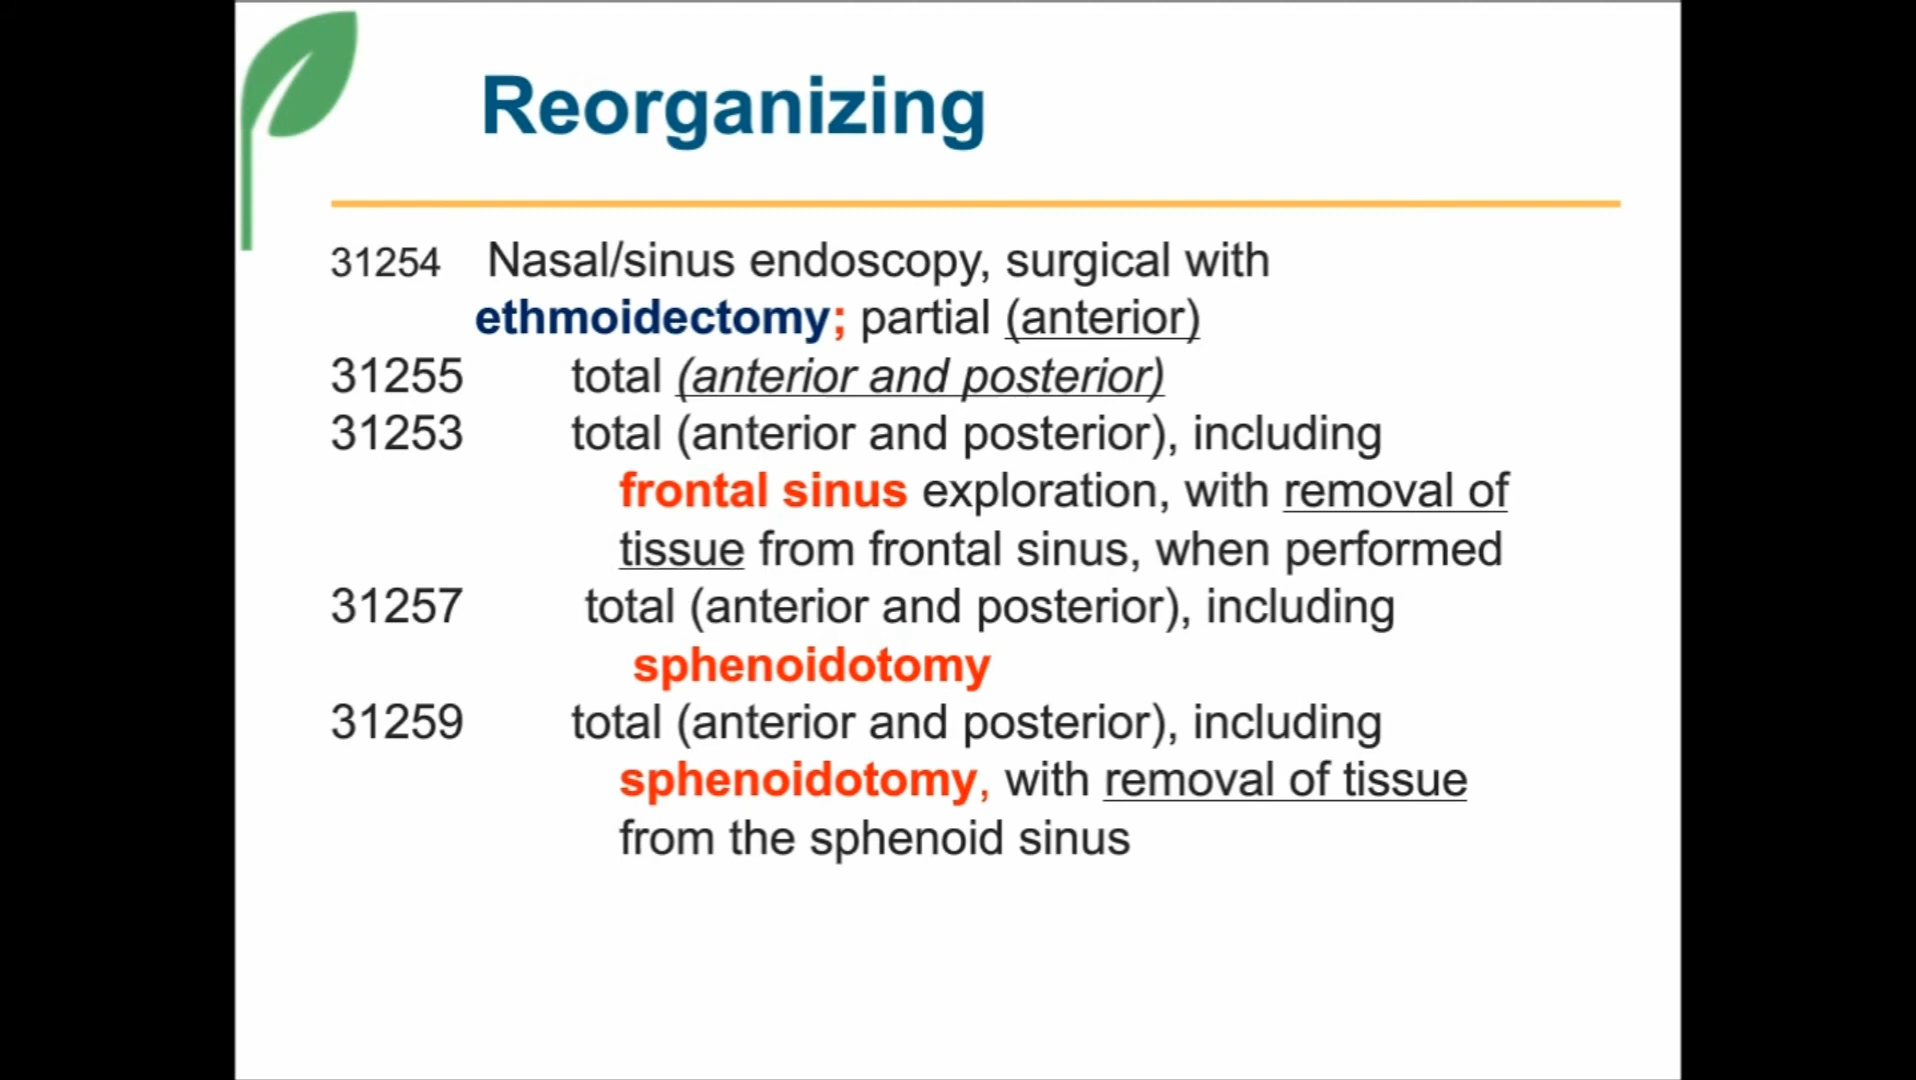 Reorganizing
31254 Nasal/sinus endoscopy, surgical with
ethmoidectomy; partial (anterior)
31255 total (anterior and posterior)
31253 total (anterior and posterior), including
frontal sinus exploration, with removal of
tissue from frontal sinus, when performed
31257 total (anterior and posterior), including
sphenoidotomy
31259 total (anterior and posterior), including
sphenoidotomy, with removal of tissue
from the sphenoid sinus